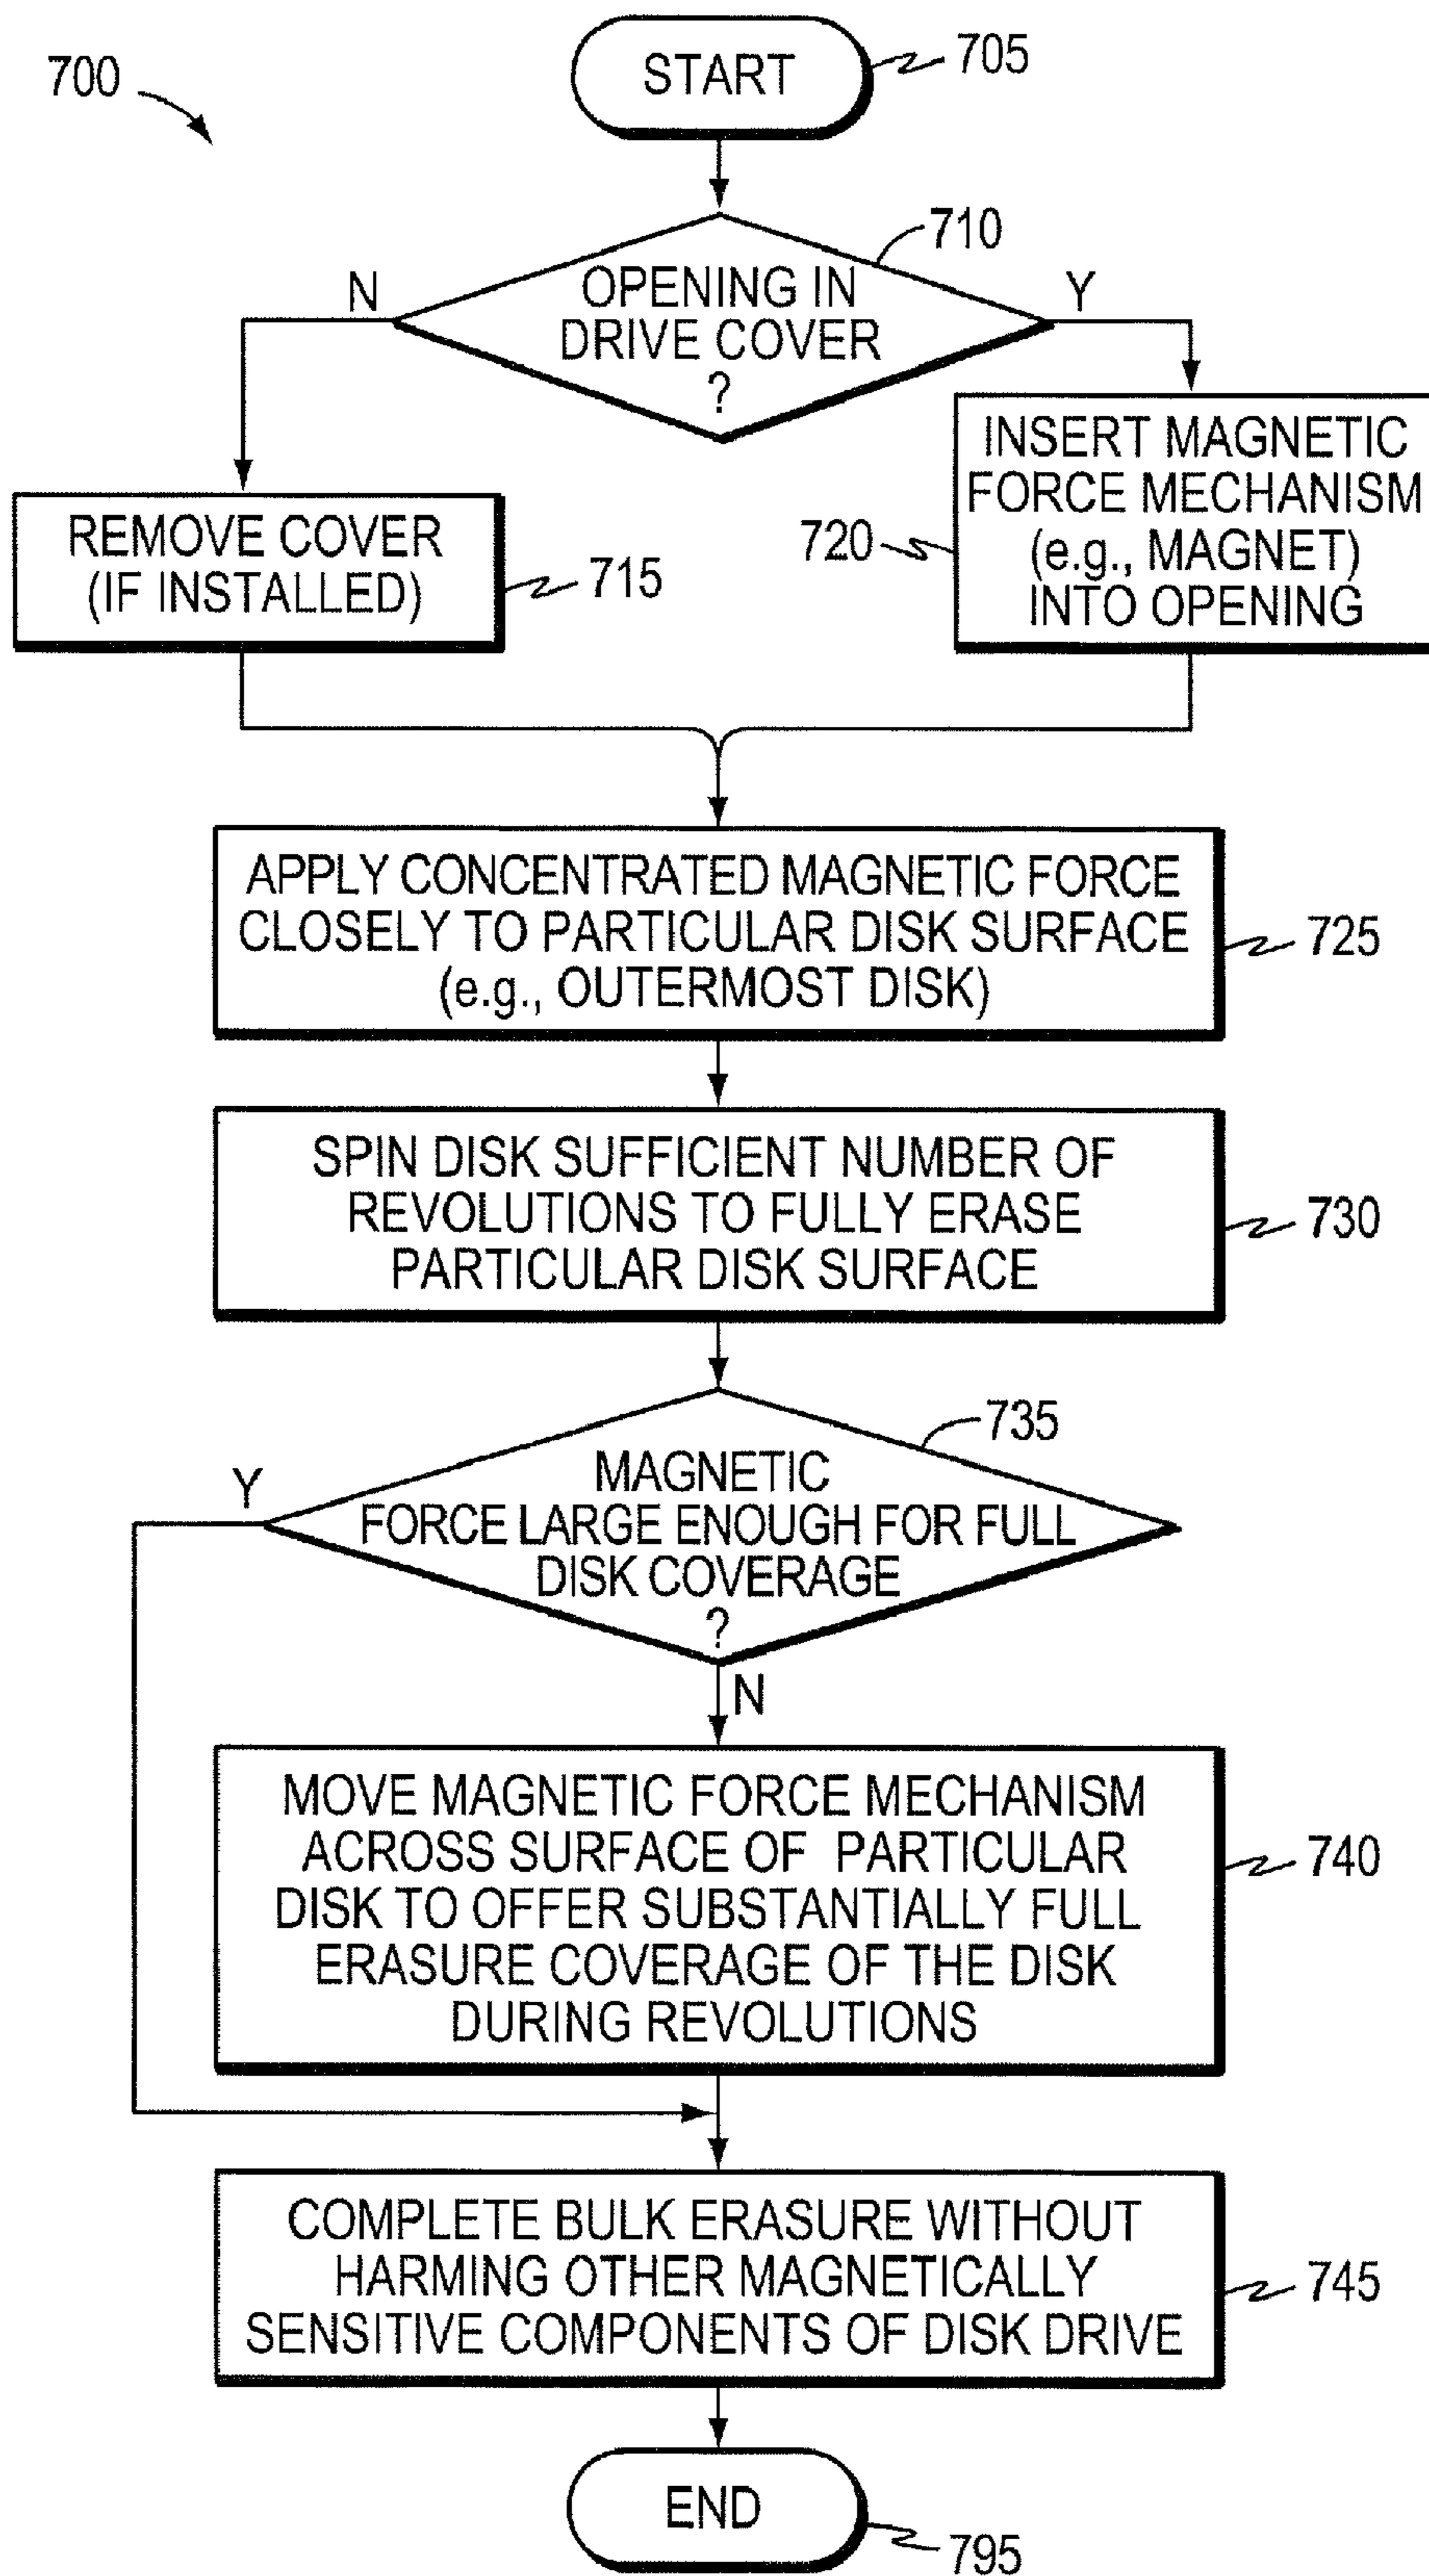 700
START
705
710
OPENING IN
DRIVE COVER
?
N
Y
REMOVE COVER
(IF INSTALLED)
715
INSERT MAGNETIC
FORCE MECHANISM
(e.g., MAGNET)
INTO OPENING
720
APPLY CONCENTRATED MAGNETIC FORCE
CLOSELY TO PARTICULAR DISK SURFACE
(e.g., OUTERMOST DISK)
725
SPIN DISK SUFFICIENT NUMBER OF
REVOLUTIONS TO FULLY ERASE
PARTICULAR DISK SURFACE
730
735
MAGNETIC
FORCE LARGE ENOUGH FOR FULL
DISK COVERAGE
?
Y
N
MOVE MAGNETIC FORCE MECHANISM
ACROSS SURFACE OF PARTICULAR
DISK TO OFFER SUBSTANTIALLY FULL
ERASURE COVERAGE OF THE DISK
DURING REVOLUTIONS
740
COMPLETE BULK ERASURE WITHOUT
HARMING OTHER MAGNETICALLY
SENSITIVE COMPONENTS OF DISK DRIVE
745
END
795